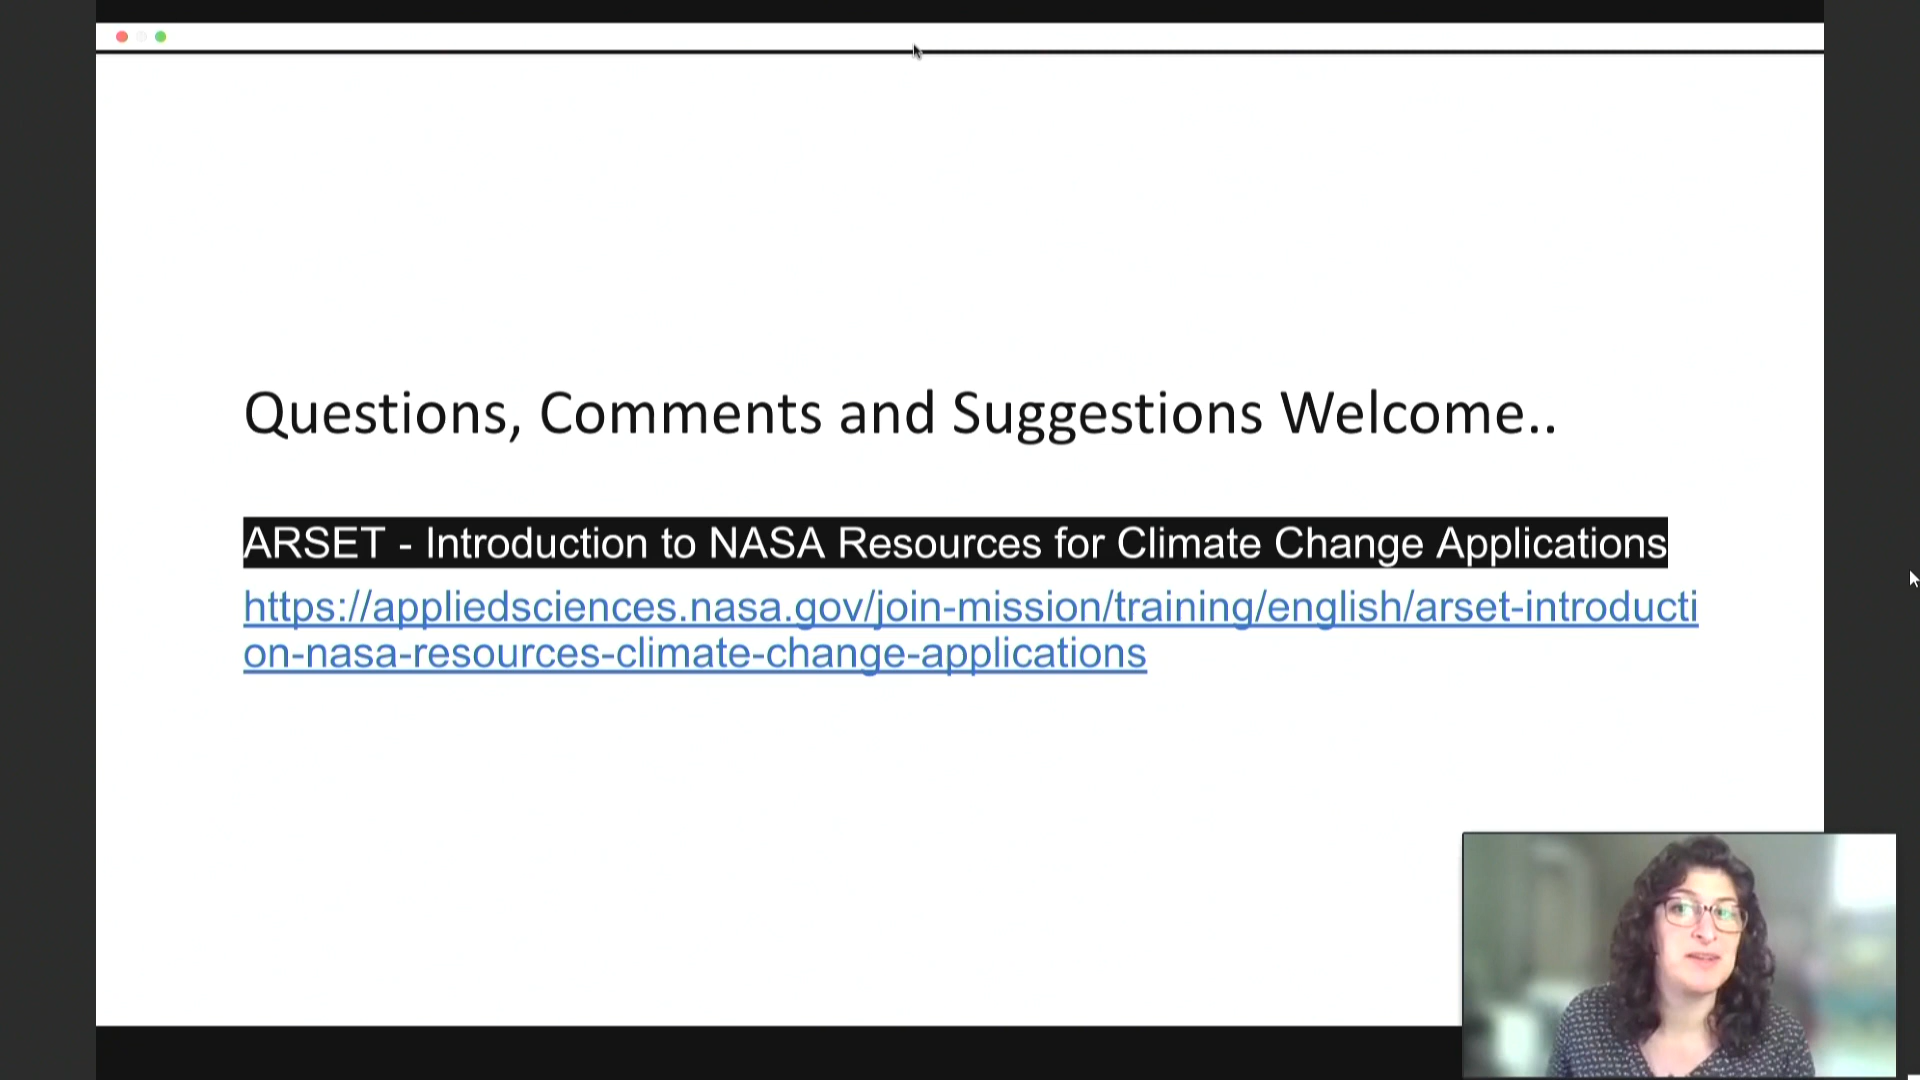 Questions, Comments and Suggestions Welcome..
ARSET - Introduction to NASA Resources for Climate Change Applications
https://appliedsciences.nasa.gov/join-mission/training/english/arset-introducti
on-nasa-resources-climate-change-applications